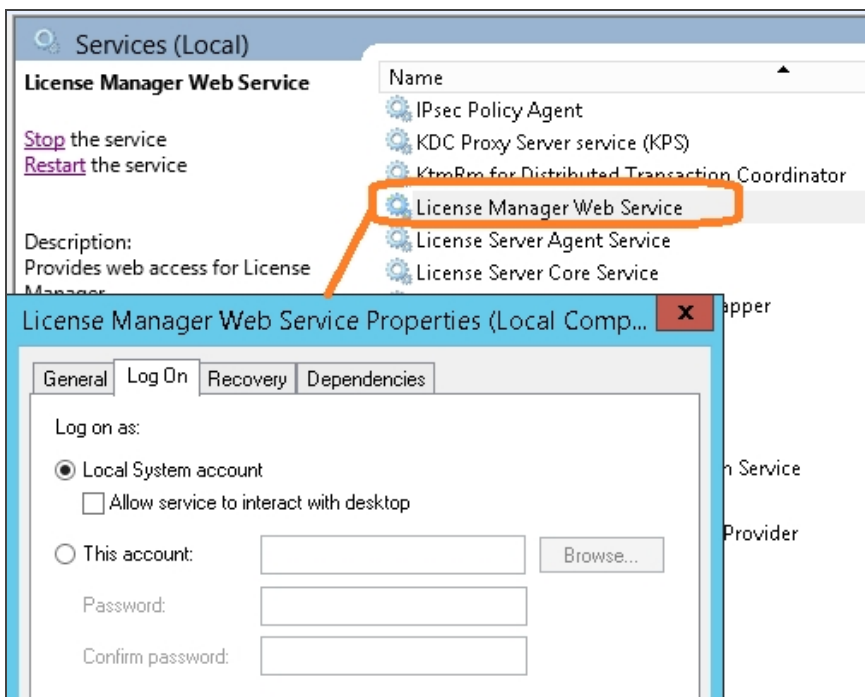 Services (Local)
License Manager Web Service
Stop the service
Restart the service
Description:
Provides web access for License
Manager
Name
IPsec Policy Agent
KDC Proxy Server service (KPS)
KtmRm for Distributed Transaction Coordinator
License Manager Web Service
License Server Agent Service
License Server Core Service
apper
n Service
Provider
License Manager Web Service Properties (Local Comp...
x
General
Log On
Recovery
Dependencies
Log on as:
Local System account
Allow service to interact with desktop
This account:
Browse...
Password:
Confirm password: